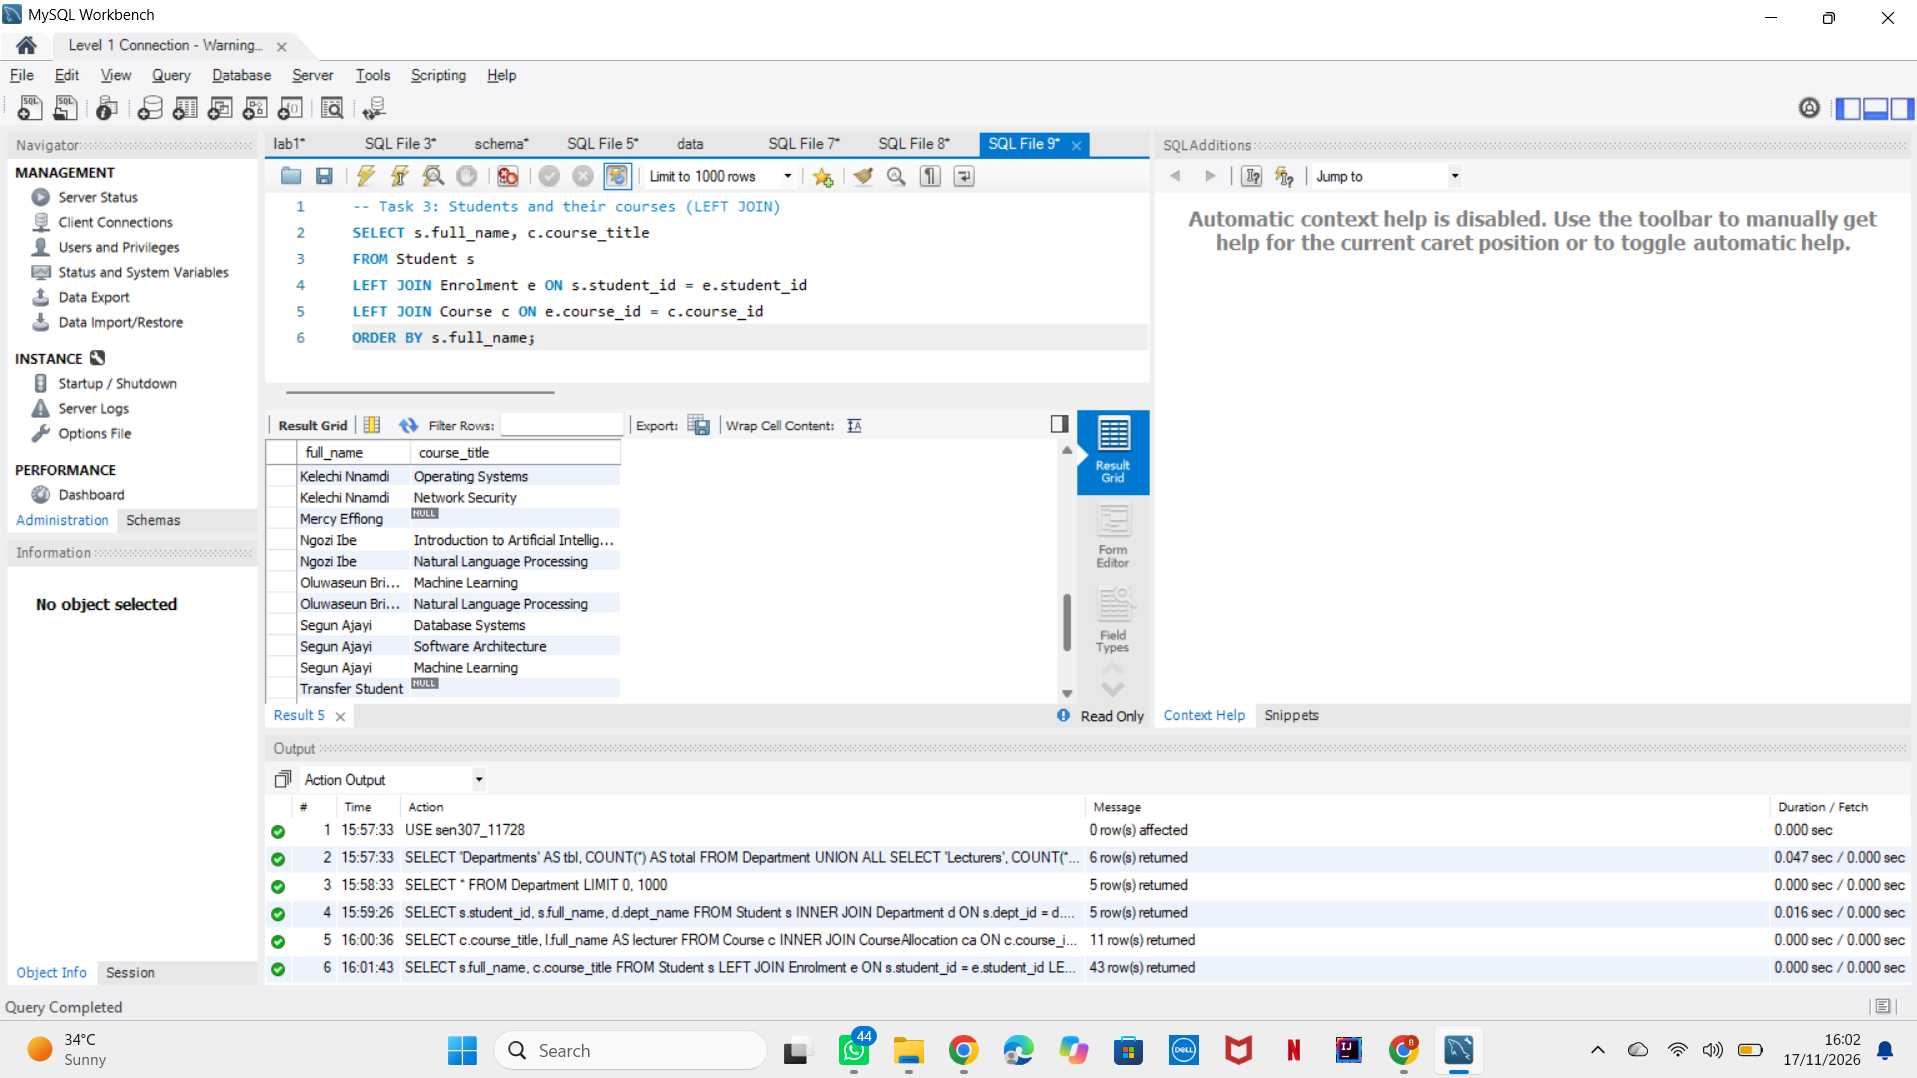 MySQL Workbench
Level 1 Connection - Warning...
File Edit View Query Database Server Tools Scripting Help
Navigator
MANAGEMENT
Server Status
Client Connections
Users and Privileges
Status and System Variables
Data Export
Data Import/Restore
INSTANCE
Startup / Shutdown
Server Logs
Options File
PERFORMANCE
Dashboard
Administration Schemas
Information
No object selected
Object Info Session
lab1* SQL File 3* schema* SQL File 5* data SQL File 7* SQL File 8* SQL File 9*
Limit to 1000 rows
1 -- Task 3: Students and their courses (LEFT JOIN)
2 SELECT s.full_name, c.course_title
3 FROM Student s
4 LEFT JOIN Enrolment e ON s.student_id = e.student_id
5 LEFT JOIN Course c ON e.course_id = c.course_id
6 ORDER BY s.full_name;
Result Grid Filter Rows: Export: Wrap Cell Content:
full_name course_title
Kelechi Nnamdi Operating Systems
Kelechi Nnamdi Network Security
Mercy Effiong NULL
Ngozi Ibe Introduction to Artificial Intellig...
Ngozi Ibe Natural Language Processing
Oluwaseun Bri... Machine Learning
Oluwaseun Bri... Natural Language Processing
Segun Ajayi Database Systems
Segun Ajayi Software Architecture
Segun Ajayi Machine Learning
Transfer Student NULL
Result Grid
Form Editor
Field Types
Result 5 Read Only
SQLAdditions
Jump to
Automatic context help is disabled. Use the toolbar to manually get
help for the current caret position or to toggle automatic help.
Context Help Snippets
Output
Action Output
# Time Action Message Duration / Fetch
1 15:57:33 USE sen307_11728 0 row(s) affected 0.000 sec
2 15:57:33 SELECT 'Departments' AS tbl, COUNT(*) AS total FROM Department UNION ALL SELECT 'Lecturers', COUNT(*... 6 row(s) returned 0.047 sec / 0.000 sec
3 15:58:33 SELECT * FROM Department LIMIT 0, 1000 5 row(s) returned 0.000 sec / 0.000 sec
4 15:59:26 SELECT s.student_id, s.full_name, d.dept_name FROM Student s INNER JOIN Department d ON s.dept_id = d.... 5 row(s) returned 0.016 sec / 0.000 sec
5 16:00:36 SELECT c.course_title, l.full_name AS lecturer FROM Course c INNER JOIN CourseAllocation ca ON c.course_i... 11 row(s) returned 0.000 sec / 0.000 sec
6 16:01:43 SELECT s.full_name, c.course_title FROM Student s LEFT JOIN Enrolment e ON s.student_id = e.student_id LE... 43 row(s) returned 0.000 sec / 0.000 sec
Query Completed
34°C
Sunny
Search
44
DELL
N
IJ
B
16:02
17/11/2026